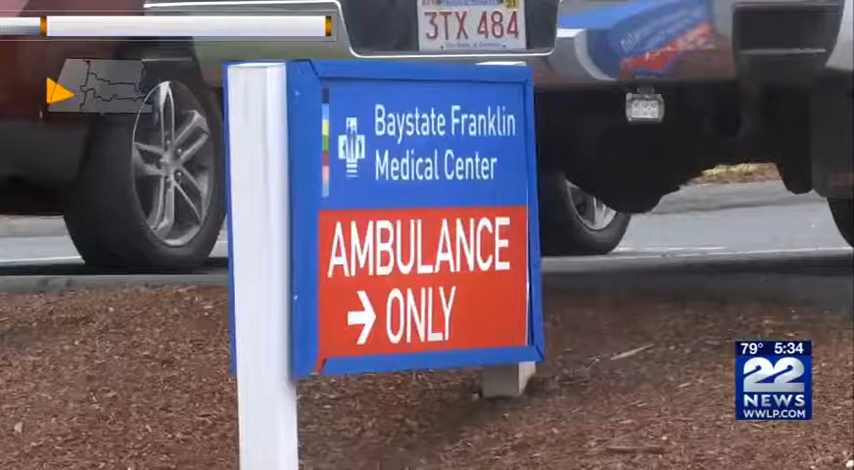 3TX 484
Baystate Franklin
Medical Center
AMBULANCE
→ ONLY
79° 5:34
22
NEWS
WWLP.COM